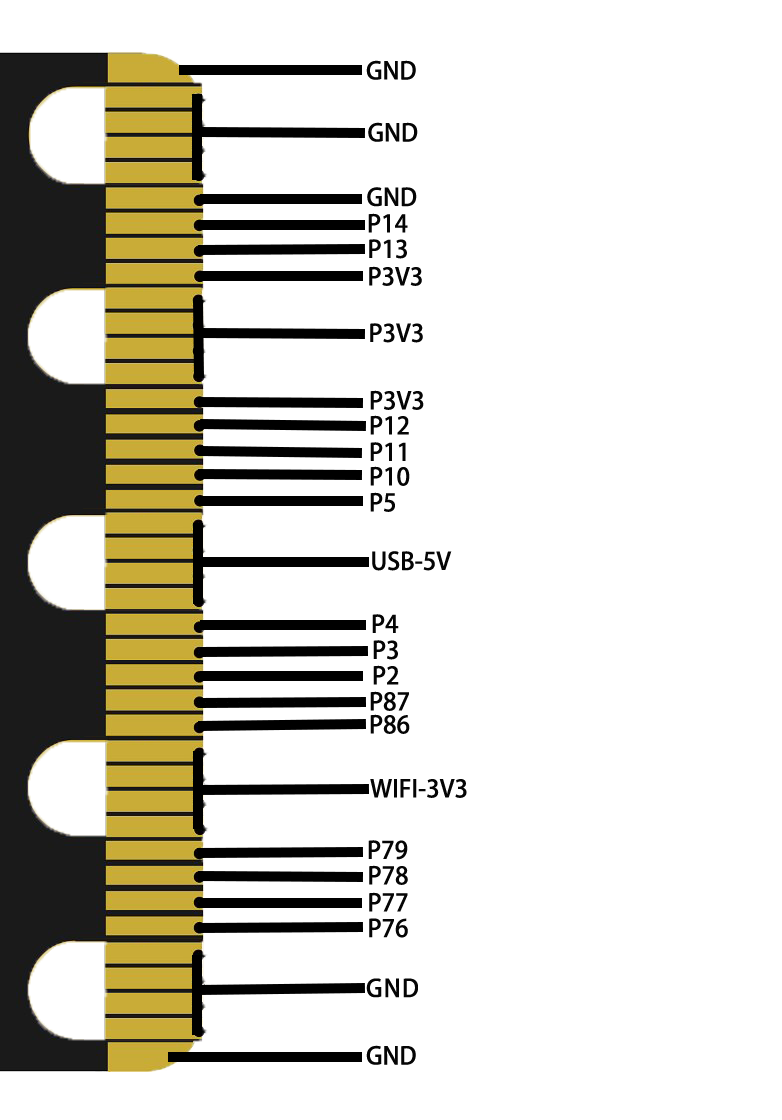 GND
GND
GND
P14
P13
P3V3
P3V3
P3V3
P12
P11
P10
P5
USB-5V
P4
P3
P2
P87
P86
WIFI-3V3
P79
P78
P77
P76
GND
GND